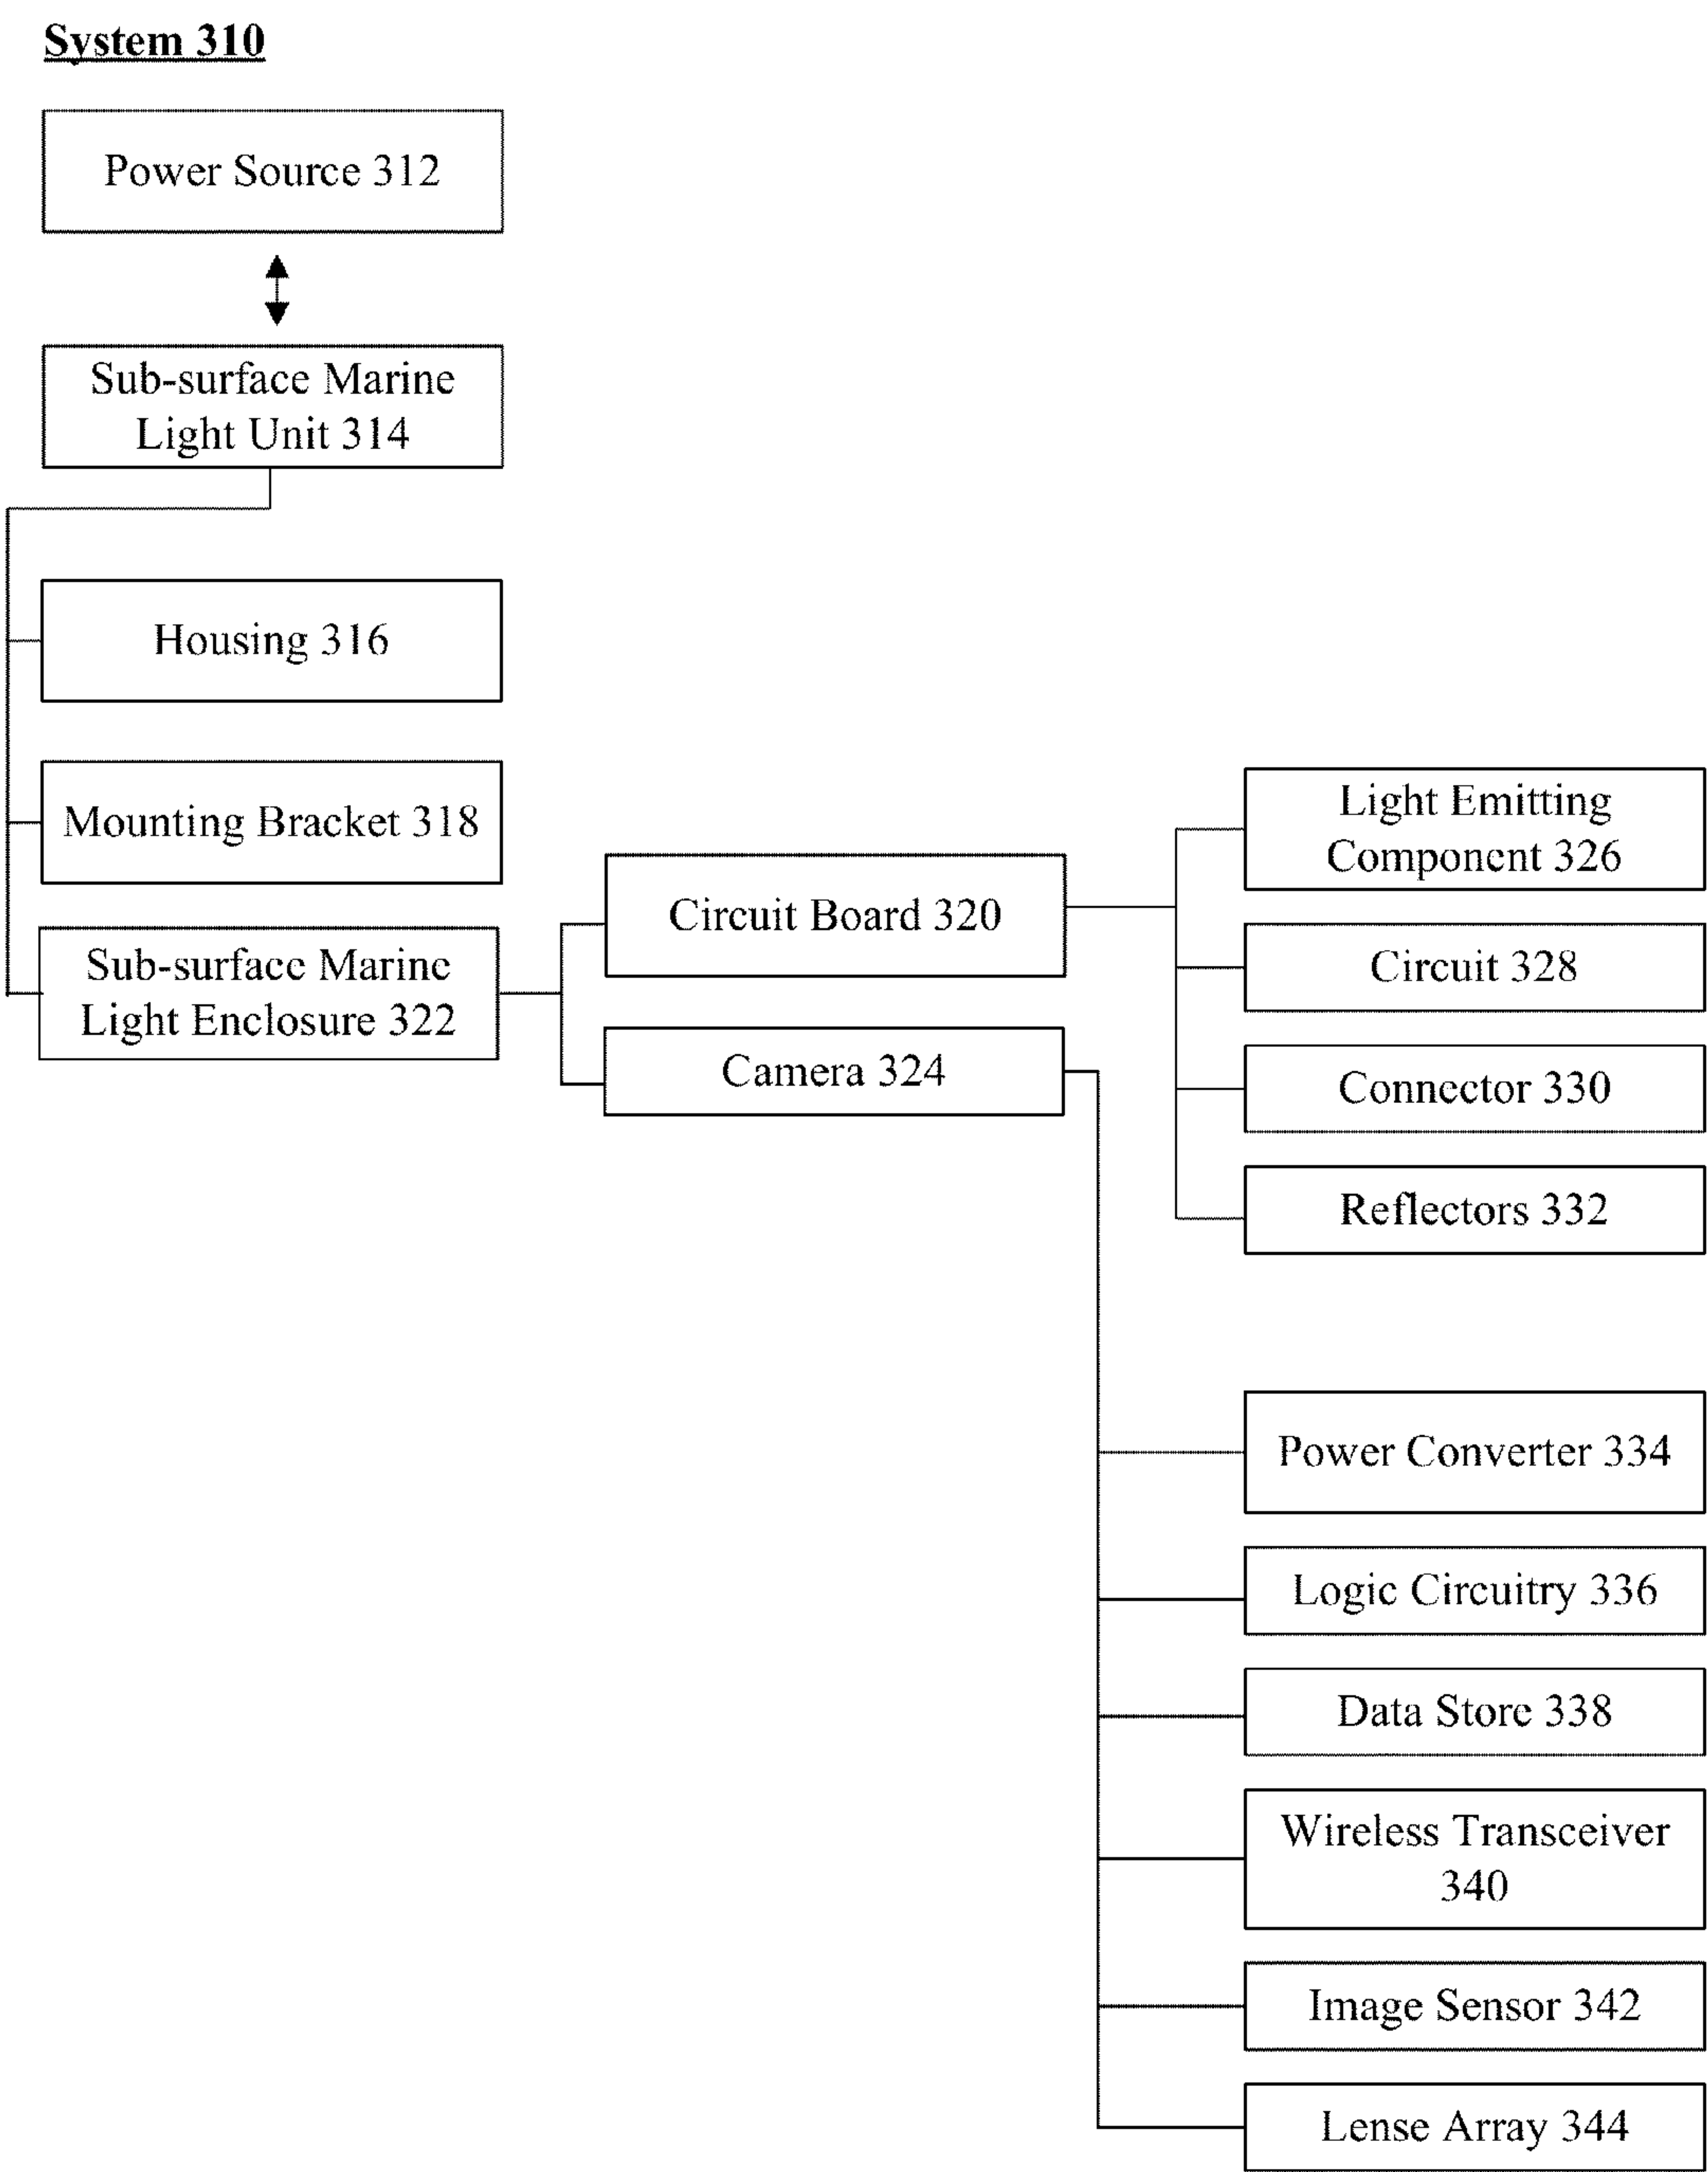 System 310
Power Source 312
Sub-surface Marine
Light Unit 314
Housing 316
Mounting Bracket 318
Sub-surface Marine
Light Enclosure 322
Circuit Board 320
Camera 324
Light Emitting
Component 326
Circuit 328
Connector 330
Reflectors 332
Power Converter 334
Logic Circuitry 336
Data Store 338
Wireless Transceiver
340
Image Sensor 342
Lense Array 344